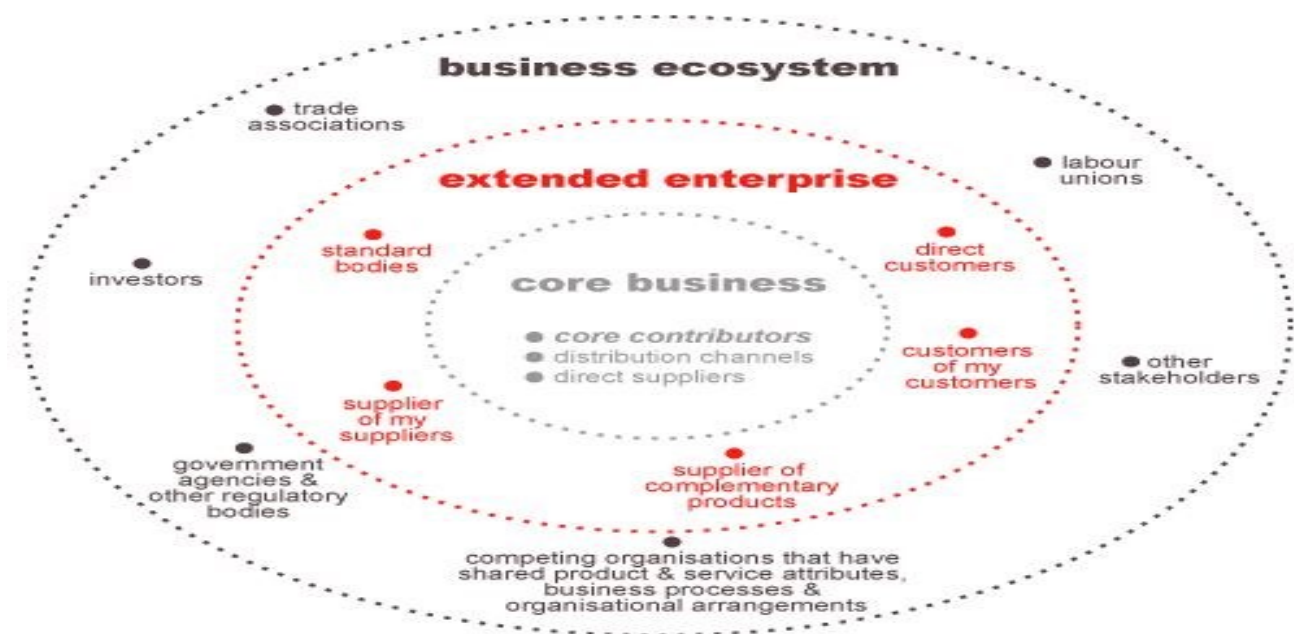 business ecosystem
trade
associations
labour
unions
extended enterprise
standard
bodies
direct
customers
investors
core business
core contributors
distribution channels
direct suppliers
customers
of my
customers
other
stakeholders
supplier
of my
suppliers
government
agencies &
other regulatory
bodies
supplier of
complementary
products
competing organisations that have
shared product & service attributes,
business processes &
organisational arrangements